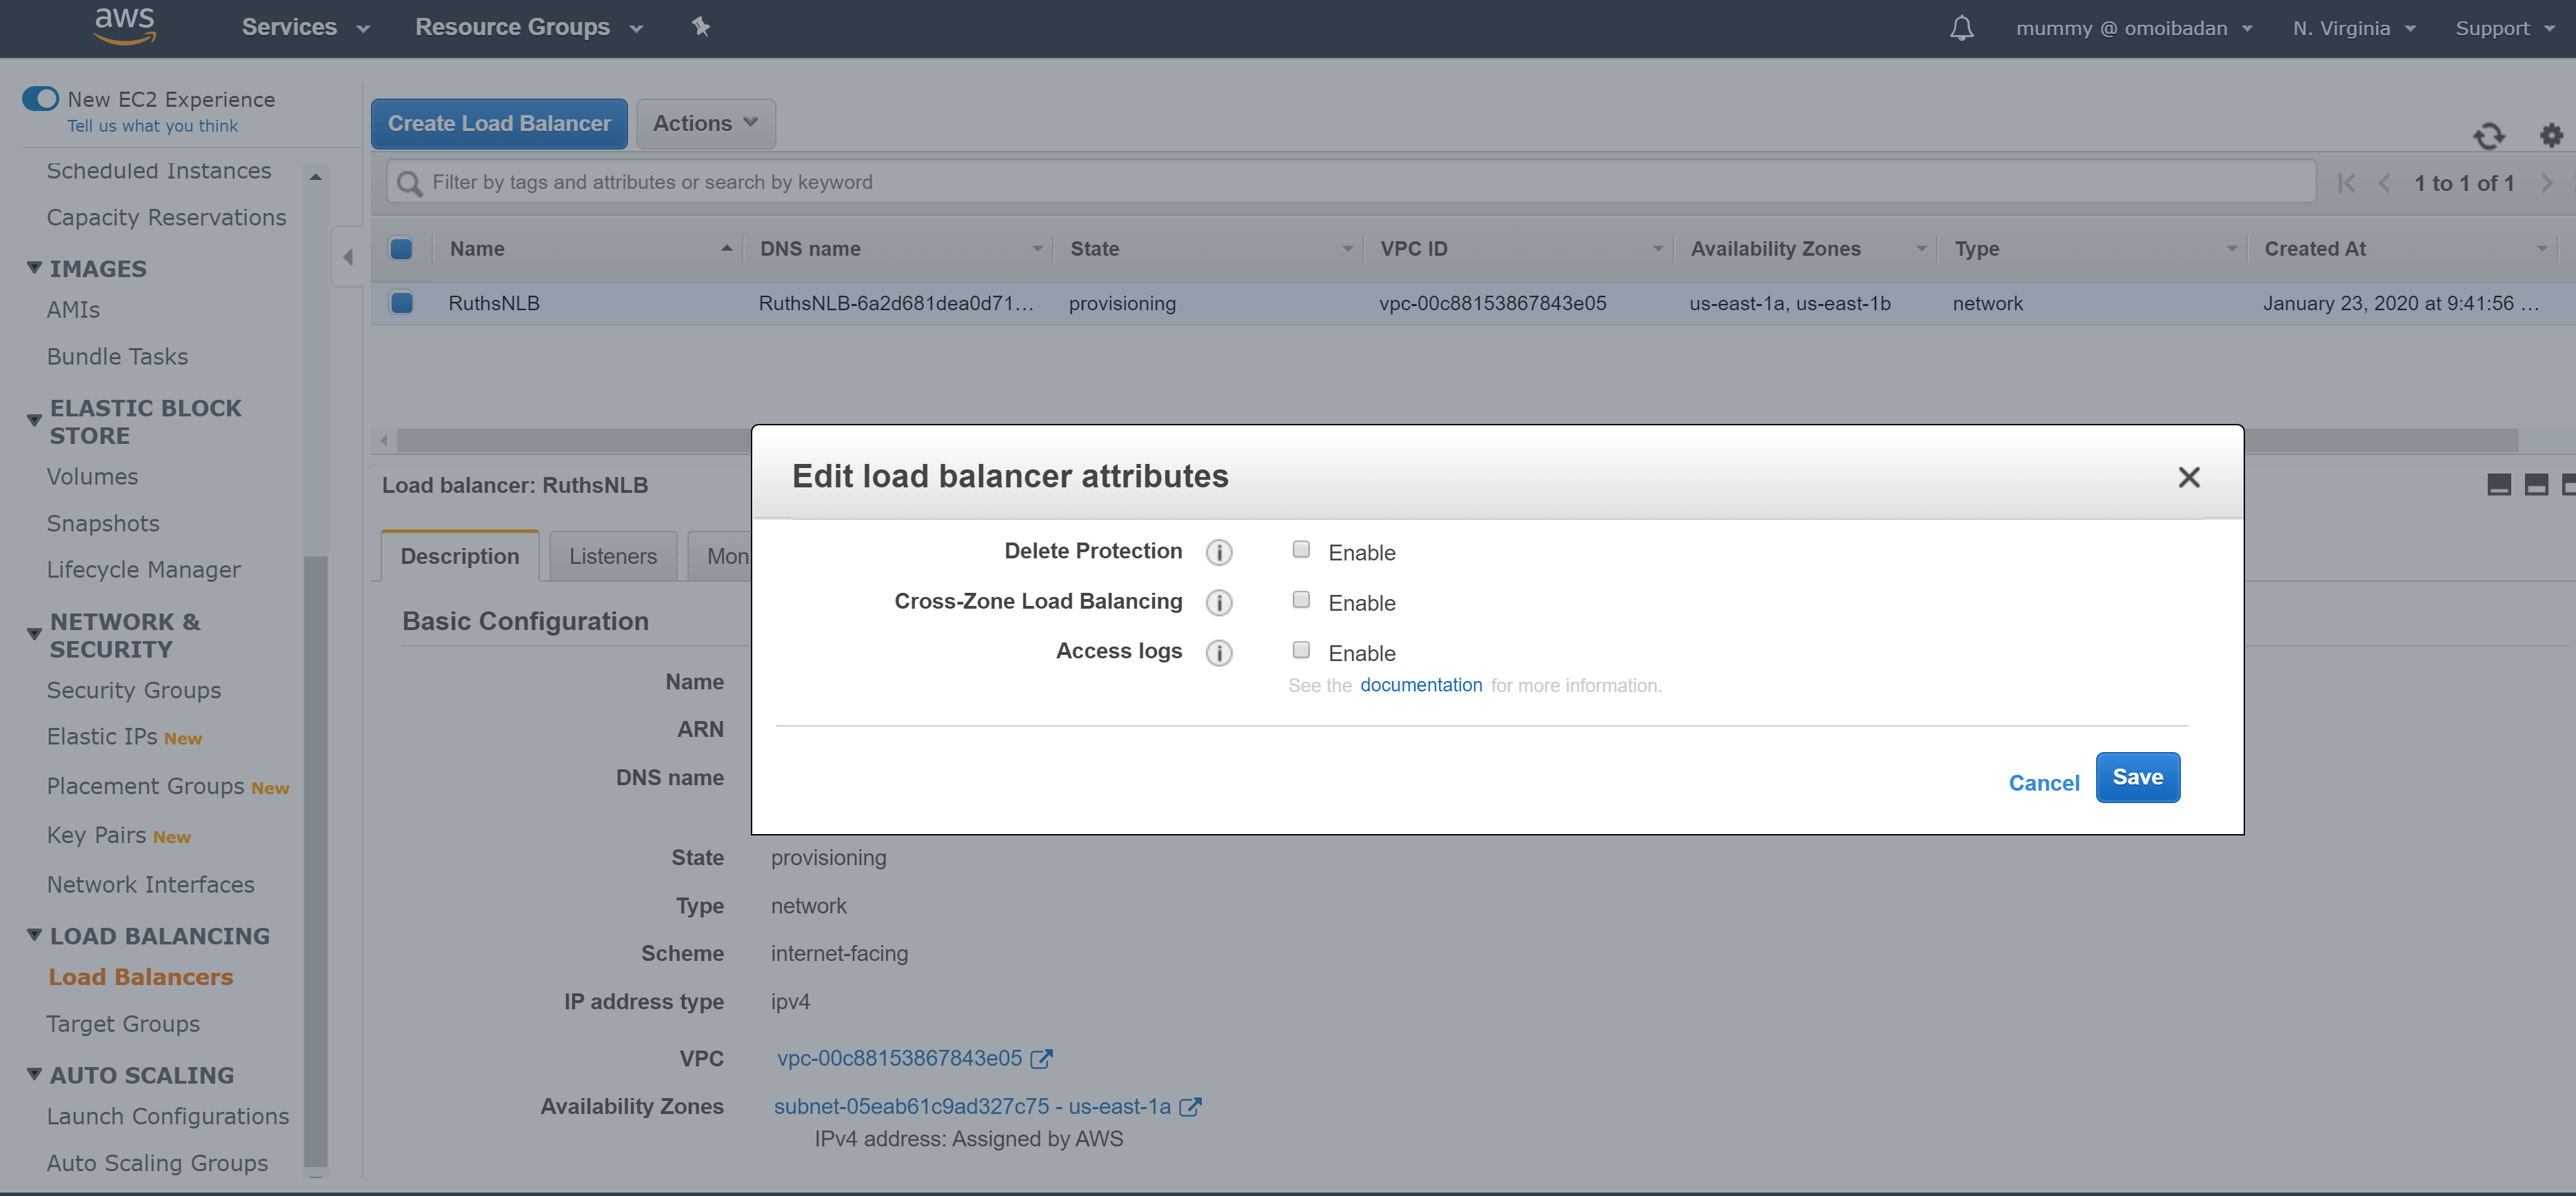 aws Services Resource Groups mummy @ omoibadan N. Virginia Support
New EC2 Experience
Tell us what you think
Scheduled Instances
Capacity Reservations
IMAGES
AMIs
Bundle Tasks
ELASTIC BLOCK
STORE
Volumes
Snapshots
Lifecycle Manager
NETWORK &
SECURITY
Security Groups
Elastic IPs New
Placement Groups New
Key Pairs New
Network Interfaces
LOAD BALANCING
Load Balancers
Target Groups
AUTO SCALING
Launch Configurations
Auto Scaling Groups
Create Load Balancer Actions
Filter by tags and attributes or search by keyword 1 to 1 of 1
Name DNS name State VPC ID Availability Zones Type Created At
RuthsNLB RuthsNLB-6a2d681dea0d71... provisioning vpc-00c88153867843e05 us-east-1a, us-east-1b network January 23, 2020 at 9:41:56 ...
Load balancer: RuthsNLB
Description Listeners Mon
Basic Configuration
Name
ARN
DNS name
State provisioning
Type network
Scheme internet-facing
IP address type ipv4
VPC vpc-00c88153867843e05
Availability Zones subnet-05eab61c9ad327c75 - us-east-1a
IPv4 address: Assigned by AWS
Edit load balancer attributes
Delete Protection Enable
Cross-Zone Load Balancing Enable
Access logs Enable
See the documentation for more information.
Cancel Save